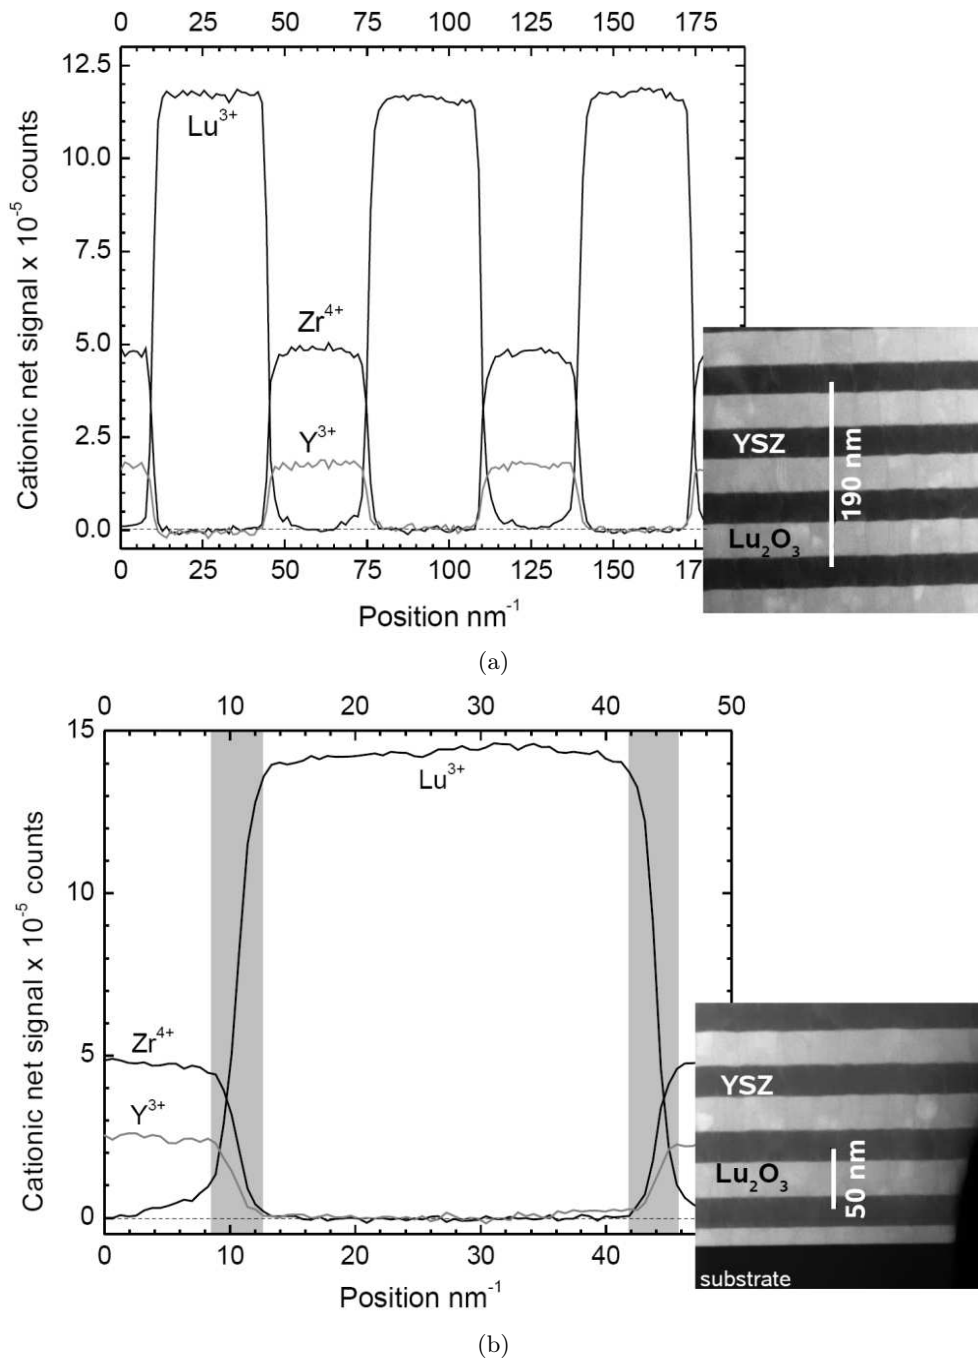 0 25 50 75 100 125 150 175
12.5
10.0
7.5
5.0
2.5
0.0
Cationic net signal x 10⁻⁵ counts
Lu³⁺
Zr⁴⁺
Y³⁺
0 25 50 75 100 125 150 17
Position nm⁻¹
YSZ
190 nm
Lu₂O₃
(a)
0 10 20 30 40 50
15
10
5
0
Cationic net signal x 10⁻⁵ counts
Lu³⁺
Zr⁴⁺
Y³⁺
0 10 20 30 40
Position nm⁻¹
YSZ
50 nm
Lu₂O₃
substrate
(b)